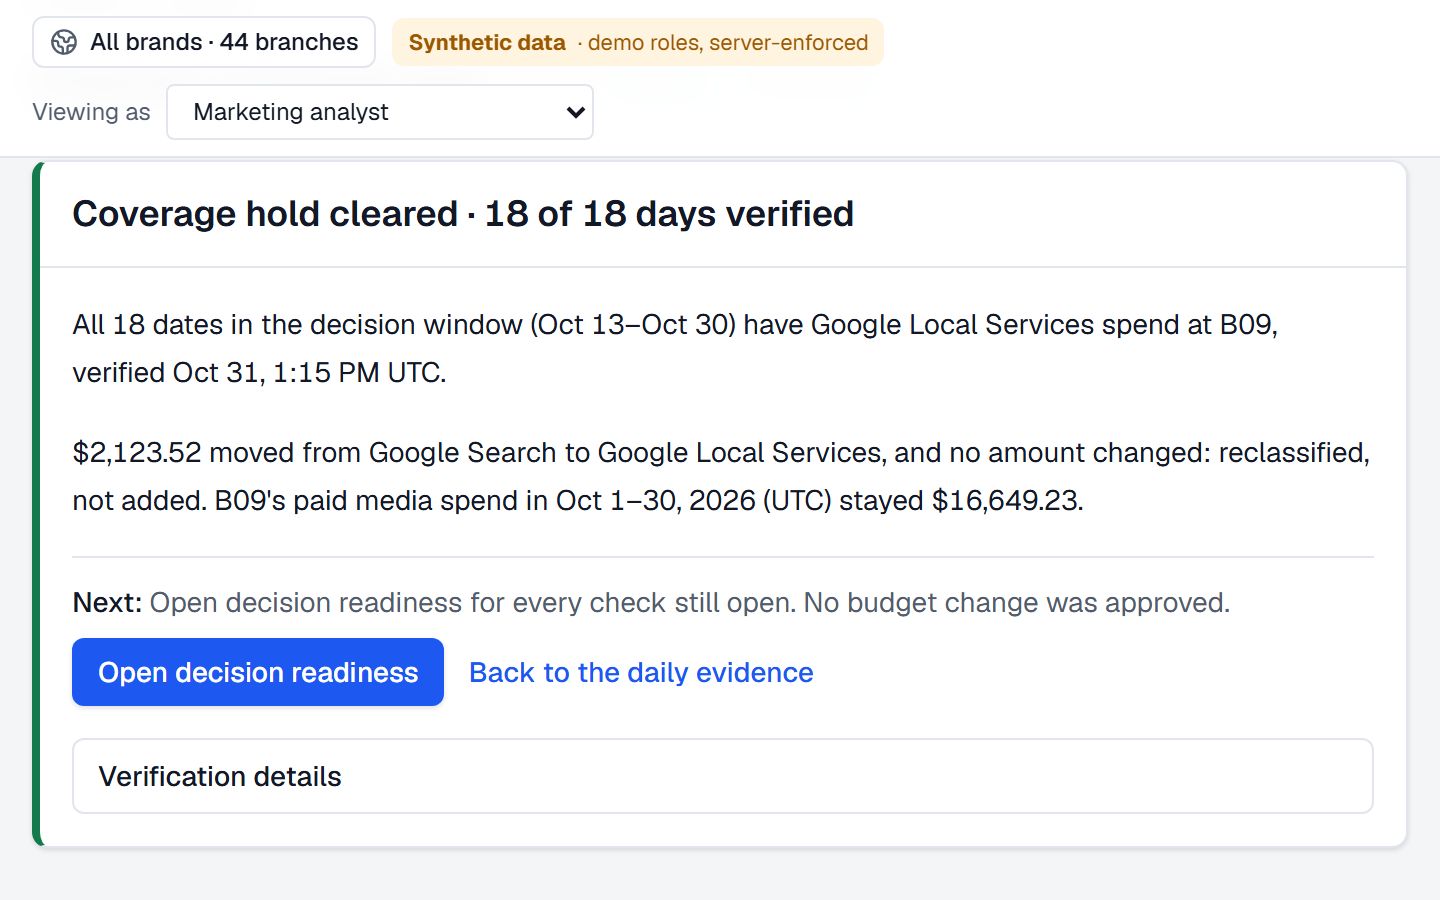 All brands · 44 branches
Synthetic data · demo roles, server-enforced
Viewing as
Marketing analyst
Coverage hold cleared · 18 of 18 days verified
All 18 dates in the decision window (Oct 13–Oct 30) have Google Local Services spend at B09,
verified Oct 31, 1:15 PM UTC.
$2,123.52 moved from Google Search to Google Local Services, and no amount changed: reclassified,
not added. B09's paid media spend in Oct 1–30, 2026 (UTC) stayed $16,649.23.
Next: Open decision readiness for every check still open. No budget change was approved.
Open decision readiness
Back to the daily evidence
Verification details